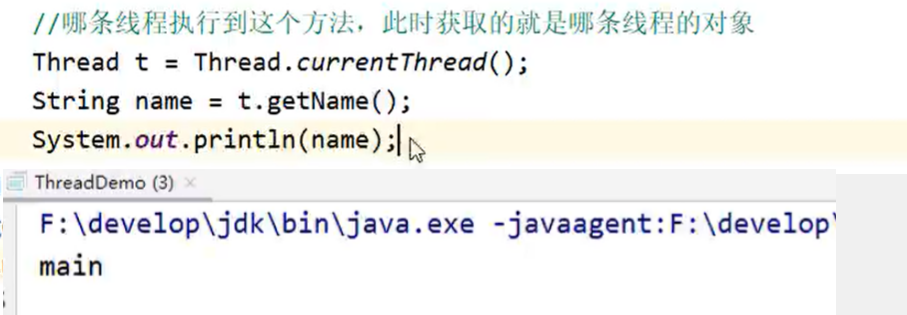 //哪条线程执行到这个方法，此时获取的就是哪条线程的对象
Thread t = Thread.currentThread();
String name = t.getName();
System.out.println(name);
ThreadDemo (3) ×
F:\develop\jdk\bin\java.exe -javaagent:F:\develop\
main